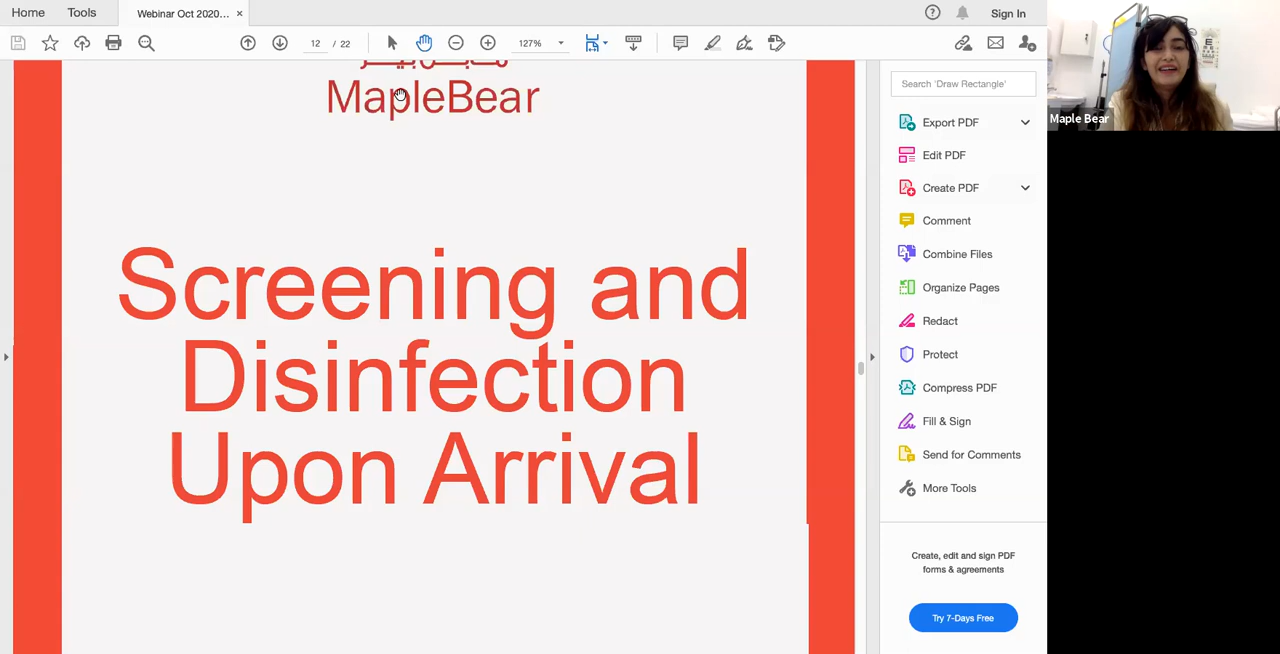 Home
Tools
Webinar Oct 2020... ×
Sign In
12 / 22
127%
MapleBear
Screening and
Disinfection
Upon Arrival
Search 'Draw Rectangle'
Export PDF
Edit PDF
Create PDF
Comment
Combine Files
Organize Pages
Redact
Protect
Compress PDF
Fill & Sign
Send for Comments
More Tools
Create, edit and sign PDF
forms & agreements
Try 7-Days Free
Maple Bear